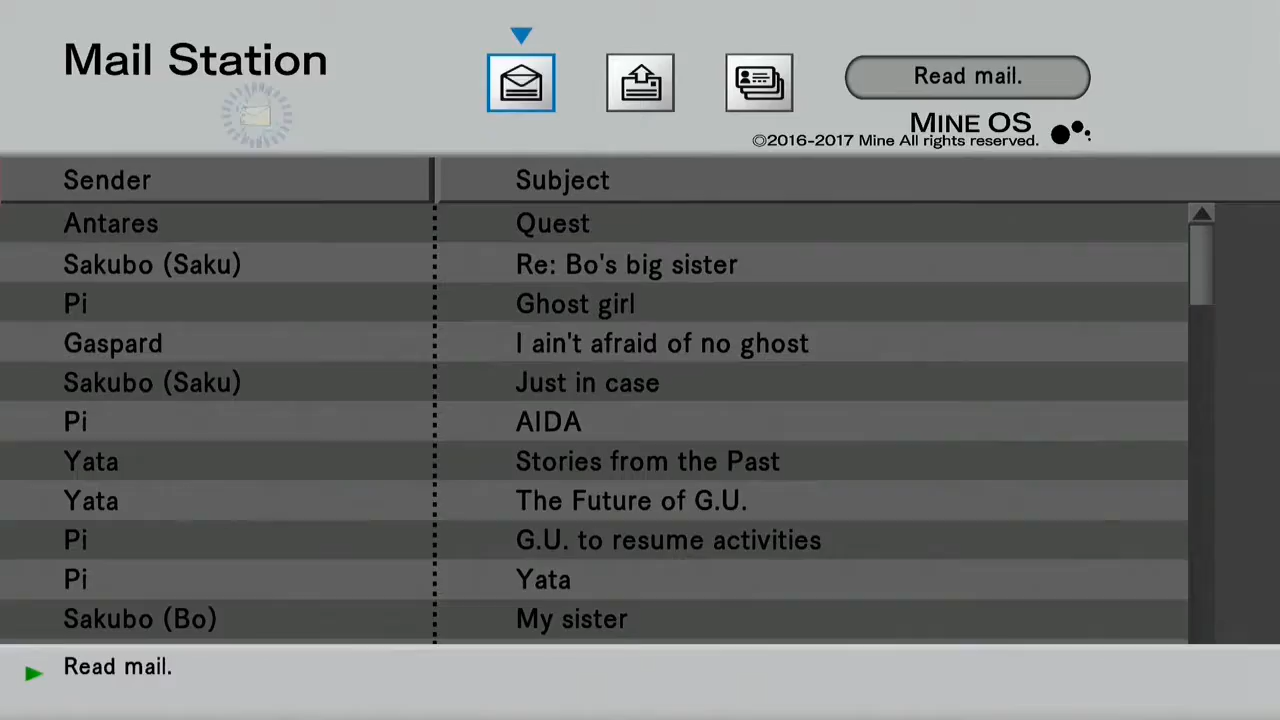 Mail Station
Read mail.
MINE OS
©2016-2017 Mine All rights reserved.
Sender Subject
Antares Quest
Sakubo (Saku) Re: Bo's big sister
Pi Ghost girl
Gaspard I ain't afraid of no ghost
Sakubo (Saku) Just in case
Pi AIDA
Yata Stories from the Past
Yata The Future of G.U.
Pi G.U. to resume activities
Pi Yata
Sakubo (Bo) My sister
Read mail.